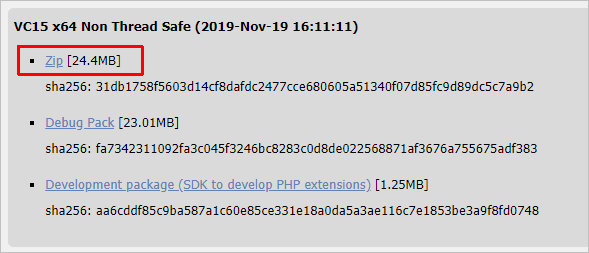 VC15 x64 Non Thread Safe (2019-Nov-19 16:11:11)
Zip [24.4MB]
sha256: 31db1758f5603d14cf8dafdc2477cce680605a51340f07d85fc9d89dc5c7a9b2
Debug Pack [23.01MB]
sha256: fa7342311092fa3c045f3246bc8283c0d8de022568871af3676a755675adf383
Development package (SDK to develop PHP extensions) [1.25MB]
sha256: aa6cddf85c9ba587a1c60e85ce331e18a0da5a3ae116c7e1853be3a9f8fd0748